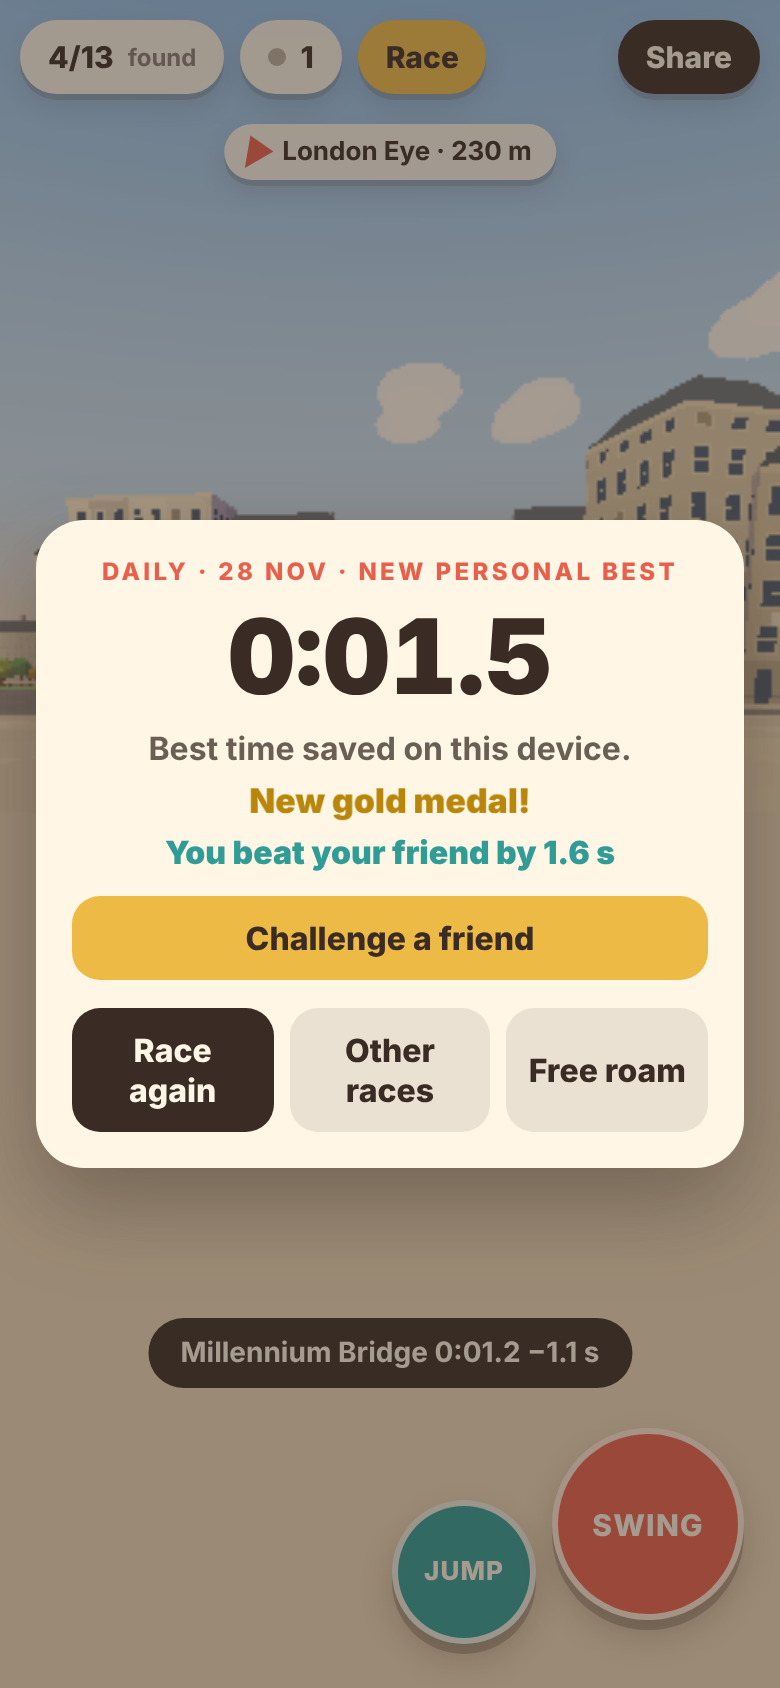 4/13 found
1
Race
Share
London Eye · 230 m
DAILY · 28 NOV · NEW PERSONAL BEST
0:01.5
Best time saved on this device.
New gold medal!
You beat your friend by 1.6 s
Challenge a friend
Race
again
Other
races
Free roam
Millennium Bridge 0:01.2 −1.1 s
SWING
JUMP